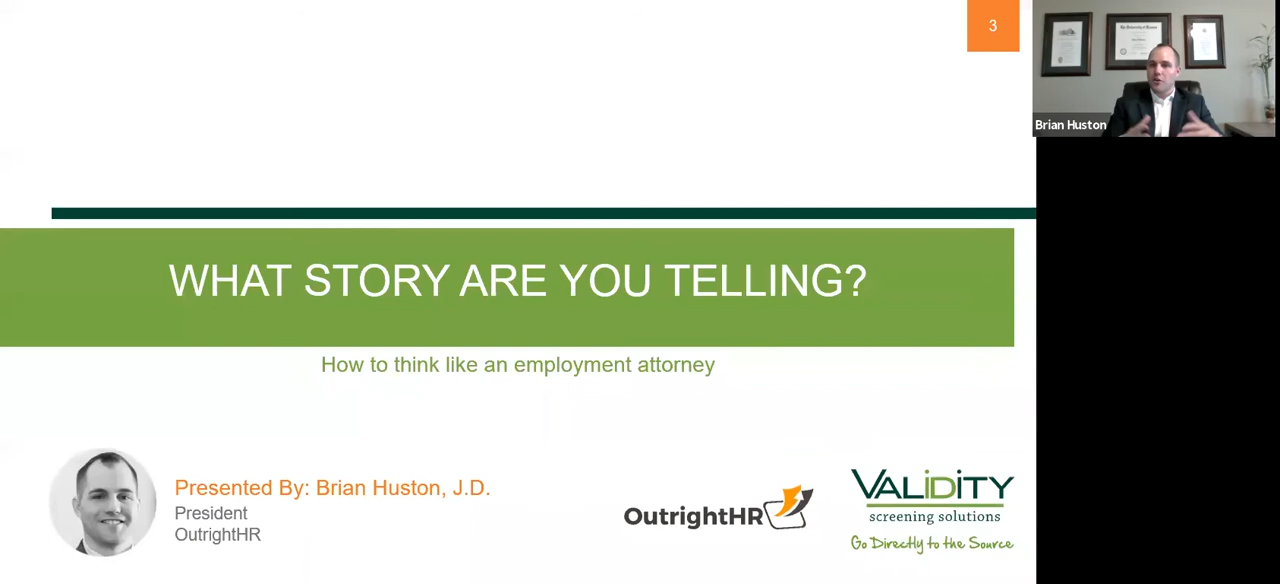 3
Brian Huston
WHAT STORY ARE YOU TELLING?
How to think like an employment attorney
Presented By: Brian Huston, J.D.
President
OutrightHR
OutrightHR
VALiDiTY
screening solutions
Go Directly to the Source